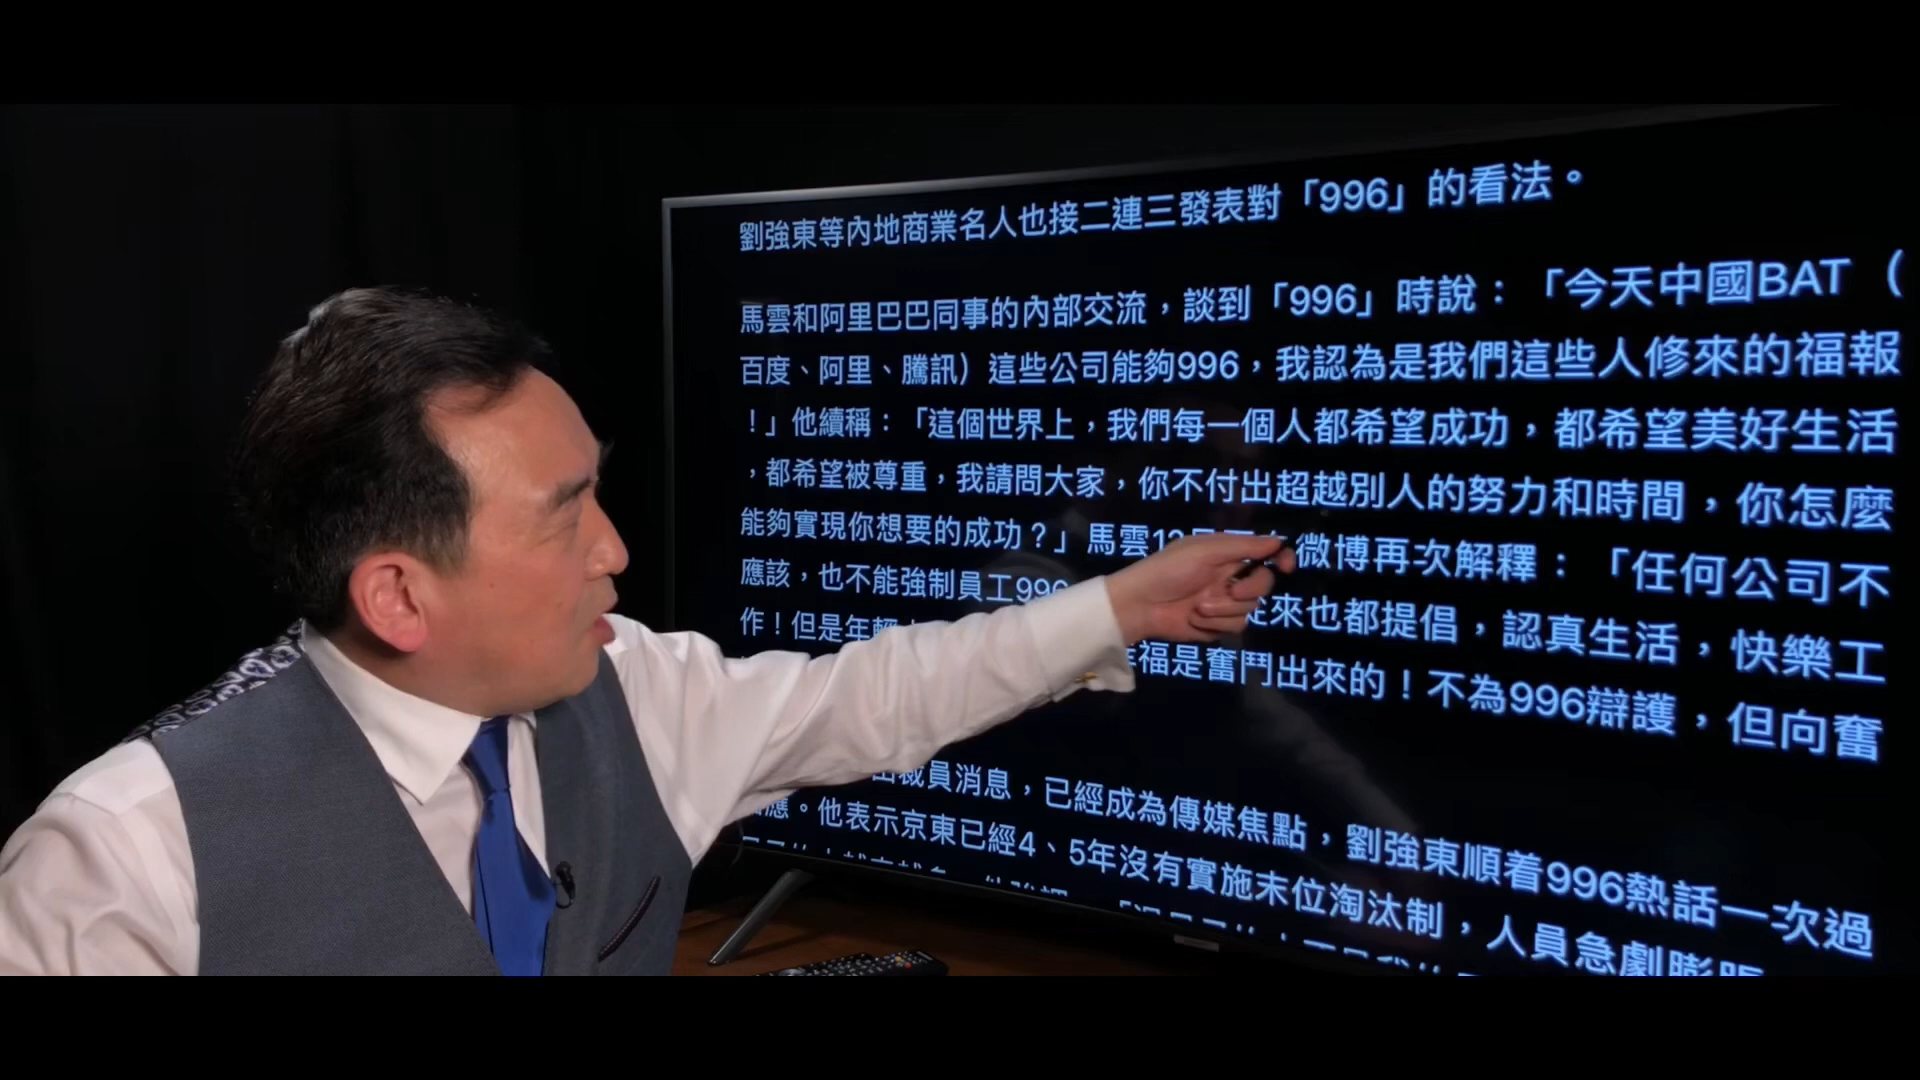 劉強東等內地商業名人也接二連三發表對「996」的看法。
馬雲和阿里巴巴同事的內部交流，談到「996」時說：「今天中國BAT（
百度、阿里、騰訊）這些公司能夠996，我認為是我們這些人修來的福報
！」他續稱：「這個世界上，我們每一個人都希望成功，都希望美好生活
，都希望被尊重，我請問大家，你不付出超越別人的努力和時間，你怎麼
能夠實現你想要的成功？」馬雲12 微博再次解釋：「任何公司不
應該，也不能強制員工996 從來也都提倡，認真生活，快樂工
作！但是年輕 幸福是奮鬥出來的！不為996辯護，但向奮
裁員消息，已經成為傳媒焦點，劉強東順着996熱話一次過
應。他表示京東已經4、5年沒有實施末位淘汰制，人員急劇膨脹